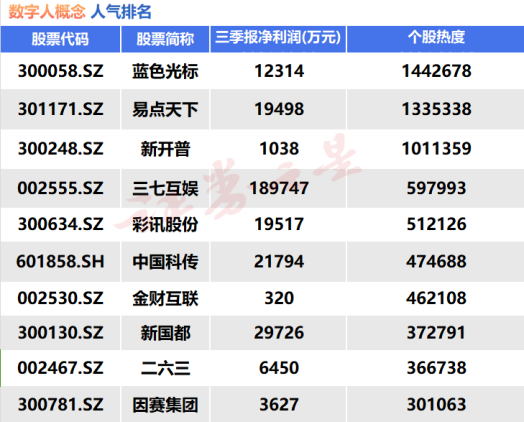 数字人概念 人气排名
股票代码 股票简称 三季报净利润(万元) 个股热度
300058.SZ 蓝色光标 12314 1442678
301171.SZ 易点天下 19498 1335338
300248.SZ 新开普 1038 1011359
002555.SZ 三七互娱 189747 597993
300634.SZ 彩讯股份 19517 512126
601858.SH 中国科传 21794 474688
002530.SZ 金财互联 320 462108
300130.SZ 新国都 29726 372791
002467.SZ 二六三 6450 366738
300781.SZ 因赛集团 3627 301063
证券之星